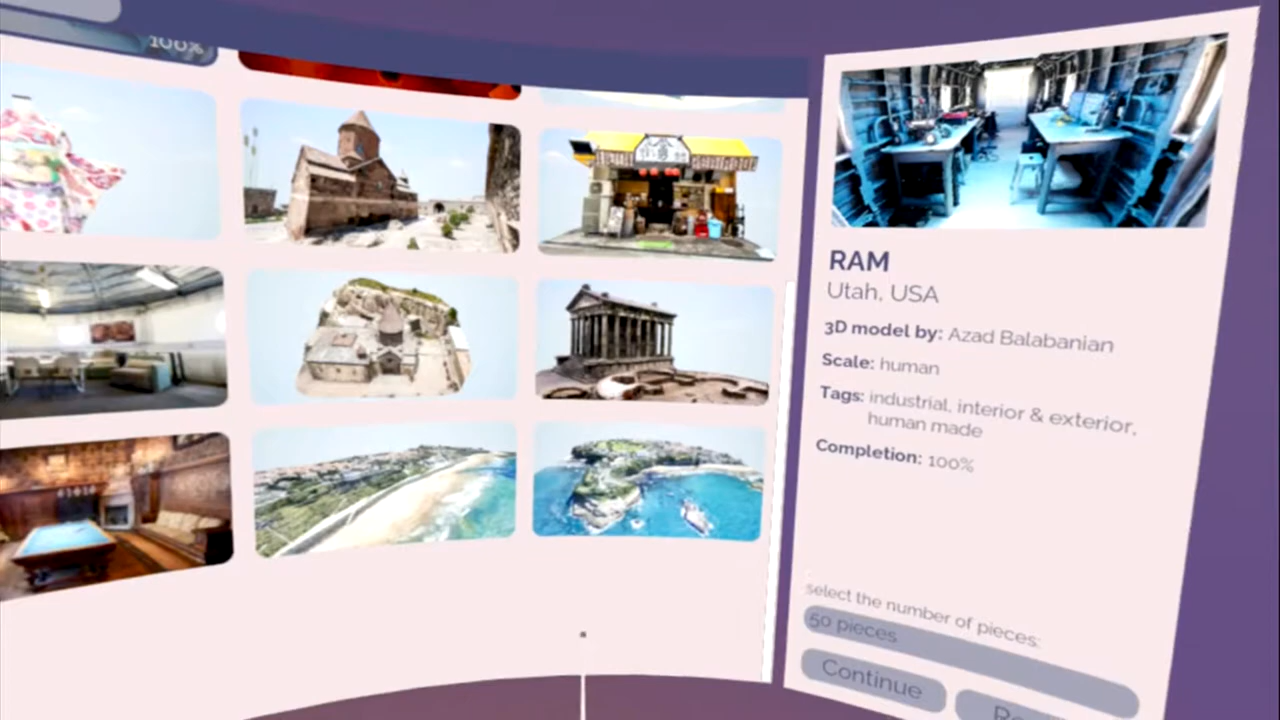 100%
RAM
Utah, USA
3D model by: Azad Balabanian
Scale: human
Tags: industrial, interior & exterior,
human made
Completion: 100%
select the number of pieces:
50 pieces
Continue